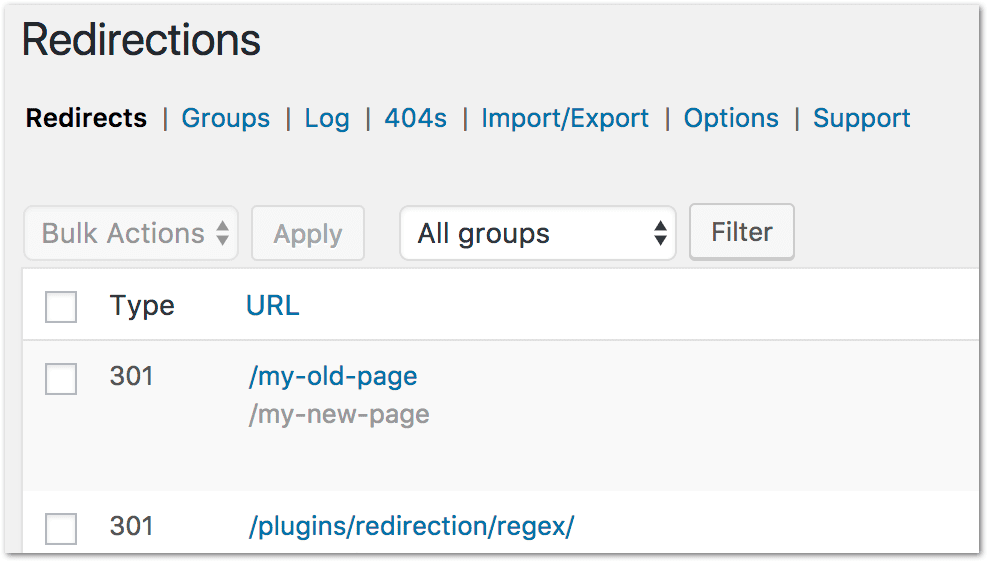 Redirections
Redirects | Groups | Log | 404s | Import/Export | Options | Support
Bulk Actions Apply All groups Filter
Type URL
301 /my-old-page
/my-new-page
301 /plugins/redirection/regex/